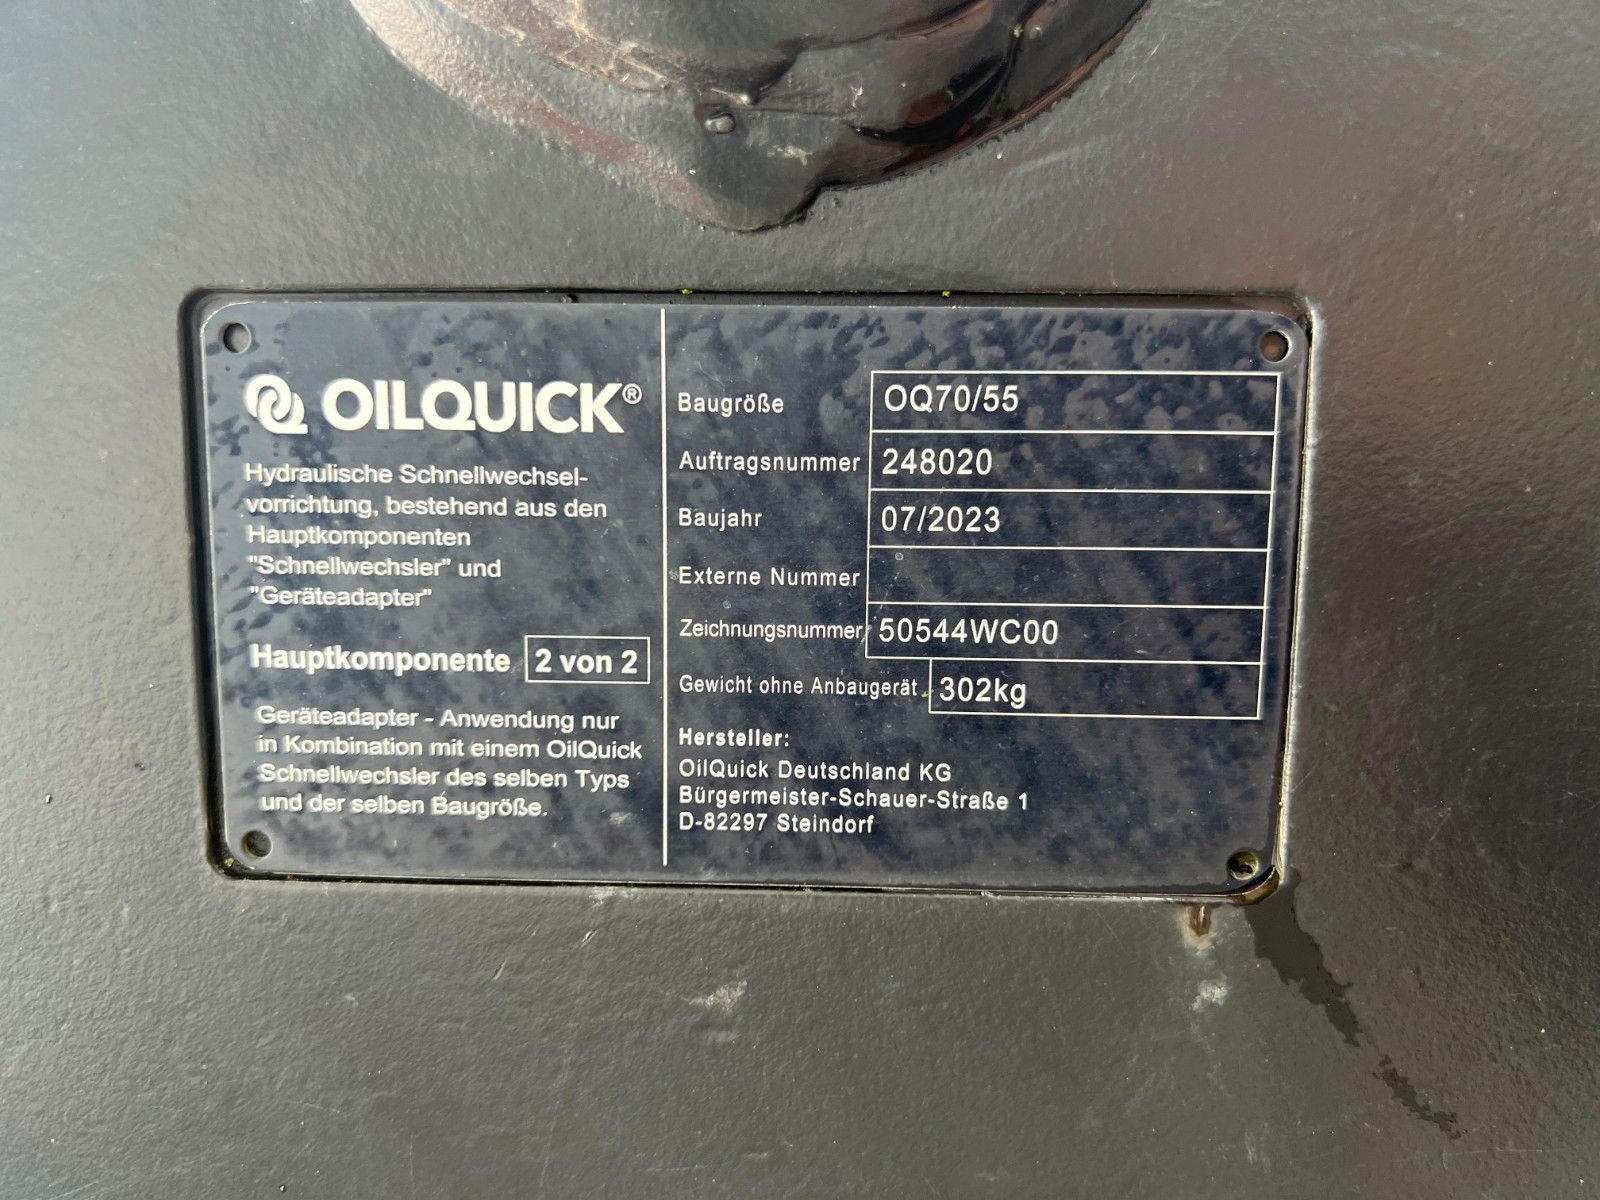 OILQUICK®
Hydraulische Schnellwechsel-
vorrichtung, bestehend aus den
Hauptkomponenten
"Schnellwechsler" und
"Geräteadapter"
Hauptkomponente 2 von 2
Geräteadapter - Anwendung nur
in Kombination mit einem OilQuick
Schnellwechsler des selben Typs
und der selben Baugröße.
Baugröße OQ70/55
Auftragsnummer 248020
Baujahr 07/2023
Externe Nummer
Zeichnungsnummer 50544WC00
Gewicht ohne Anbaugerät 302kg
Hersteller:
OilQuick Deutschland KG
Bürgermeister-Schauer-Straße 1
D-82297 Steindorf